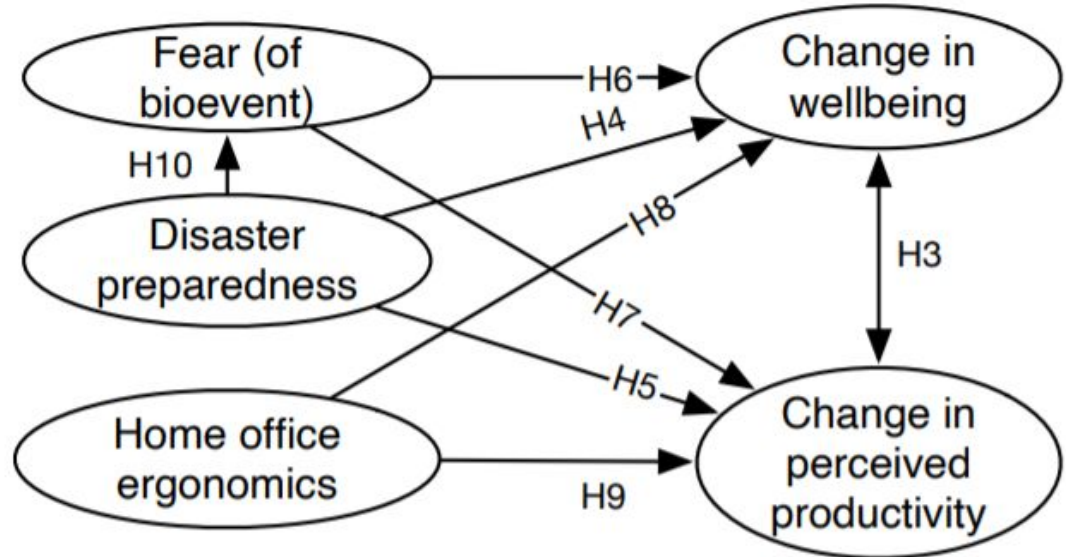 Fear (of
bioevent)
H6
Change in
wellbeing
H4
H10
H8
Disaster
preparedness
H3
H7
H5
Home office
ergonomics
H9
Change in
perceived
productivity